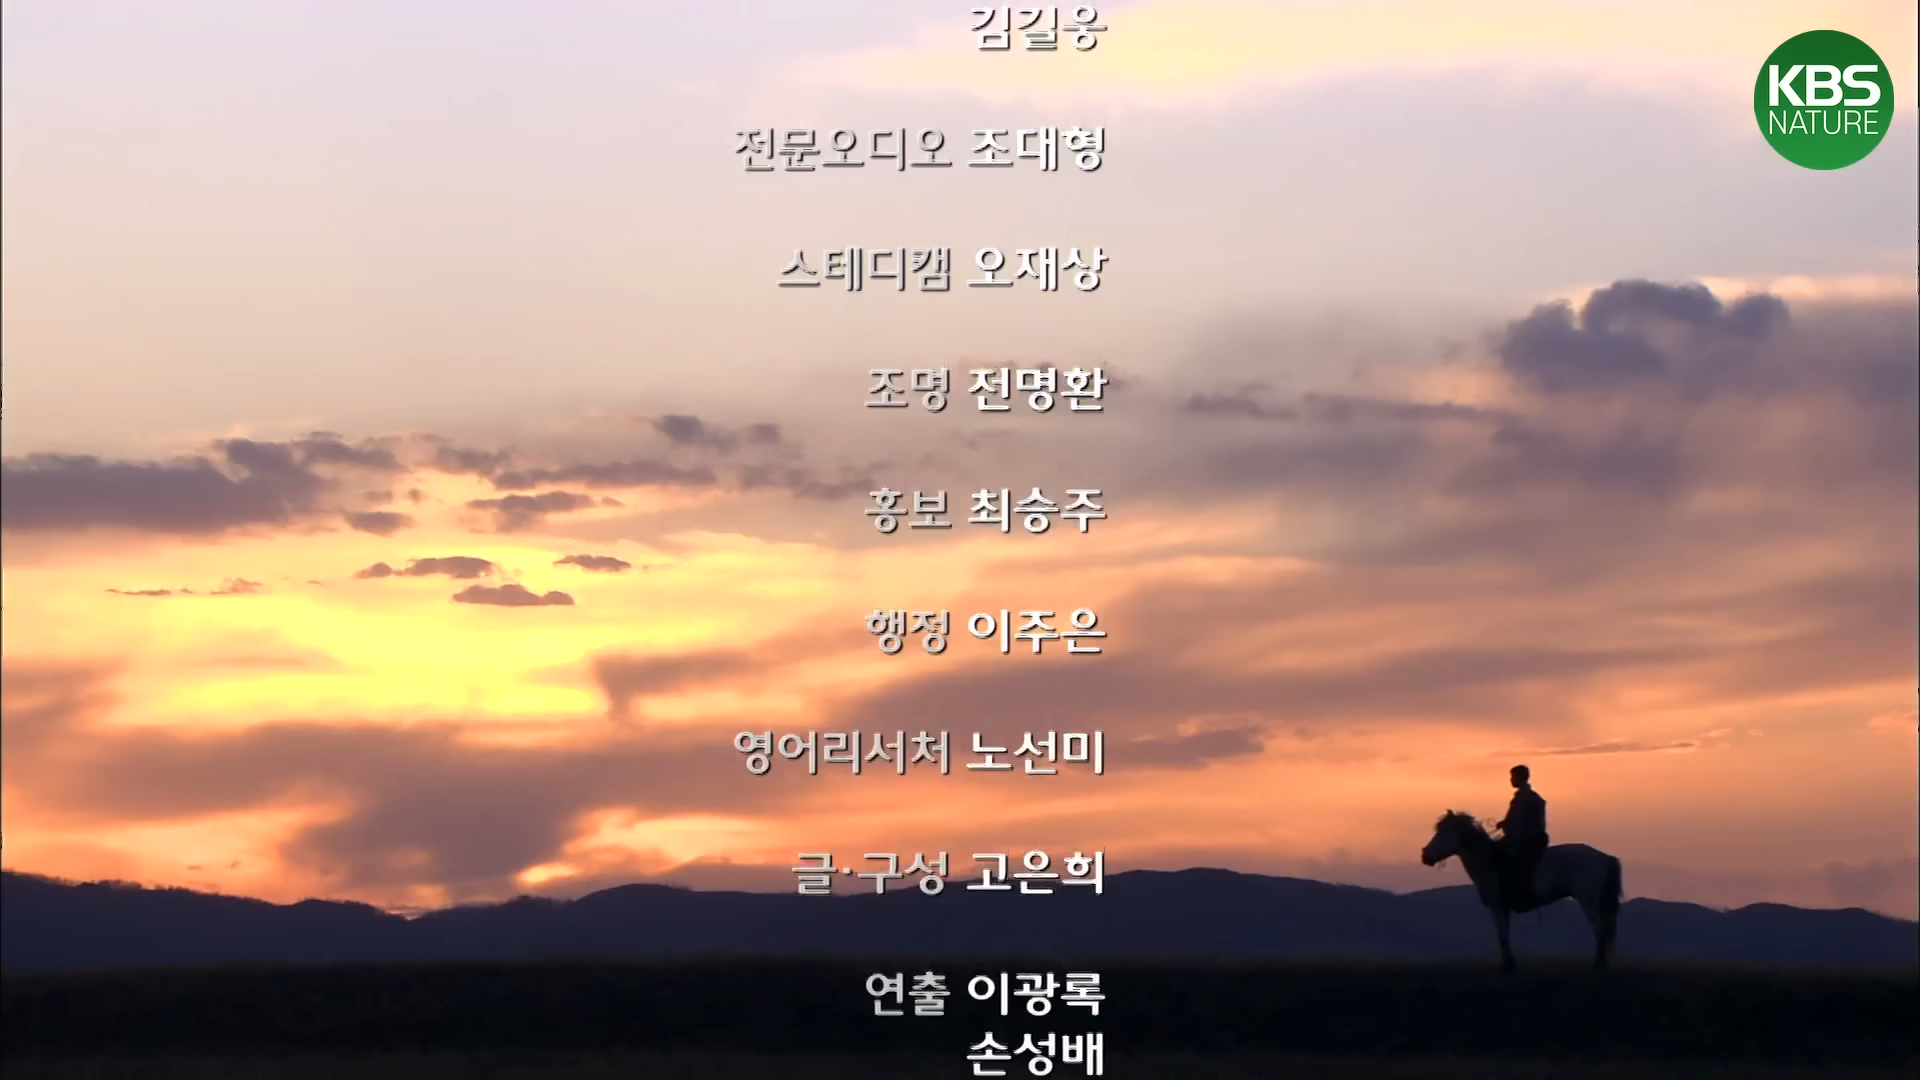 김길웅
KBS
NATURE
전문오디오 조대형
스테디캠 오재상
조명 전명환
홍보 최승주
행정 이주은
영어리서처 노선미
글·구성 고은희
연출 이광록
손성배